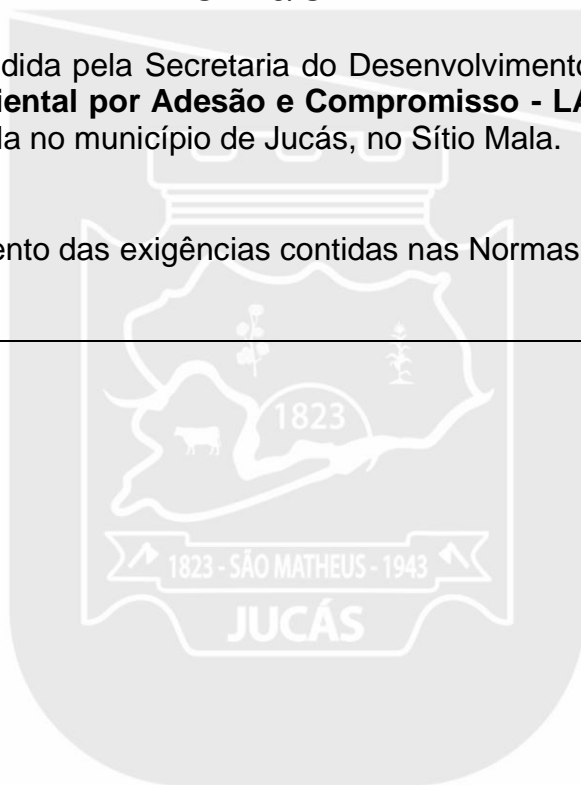 dida pela Secretaria do Desenvolvimento
iental por Adesão e Compromisso - LA
la no município de Jucás, no Sítio Mala.
ento das exigências contidas nas Normas
1823
1823 - SÃO MATHEUS - 1943
JUCÁS